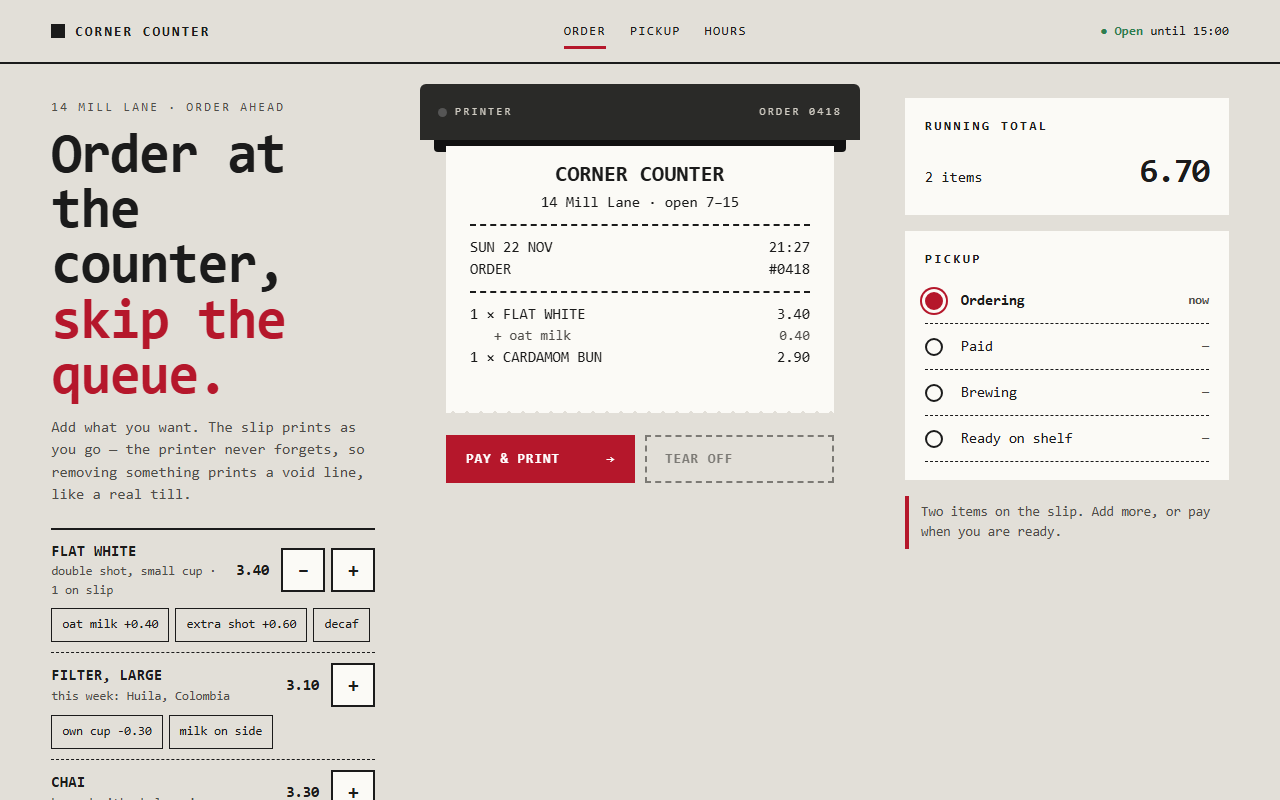 CORNER COUNTER
ORDER PICKUP HOURS
● Open until 15:00
14 MILL LANE · ORDER AHEAD
Order at
the
counter,
skip the
queue.
Add what you want. The slip prints as
you go — the printer never forgets, so
removing something prints a void line,
like a real till.
FLAT WHITE
double shot, small cup ·
1 on slip
3.40 − +
oat milk +0.40 extra shot +0.60 decaf
FILTER, LARGE
this week: Huila, Colombia
3.10 +
own cup -0.30 milk on side
CHAI
3.30 +
PRINTER ORDER 0418
CORNER COUNTER
14 Mill Lane · open 7–15
SUN 22 NOV 21:27
ORDER #0418
1 × FLAT WHITE 3.40
+ oat milk 0.40
1 × CARDAMOM BUN 2.90
PAY & PRINT →
TEAR OFF
RUNNING TOTAL
2 items 6.70
PICKUP
Ordering now
Paid —
Brewing —
Ready on shelf —
Two items on the slip. Add more, or pay
when you are ready.